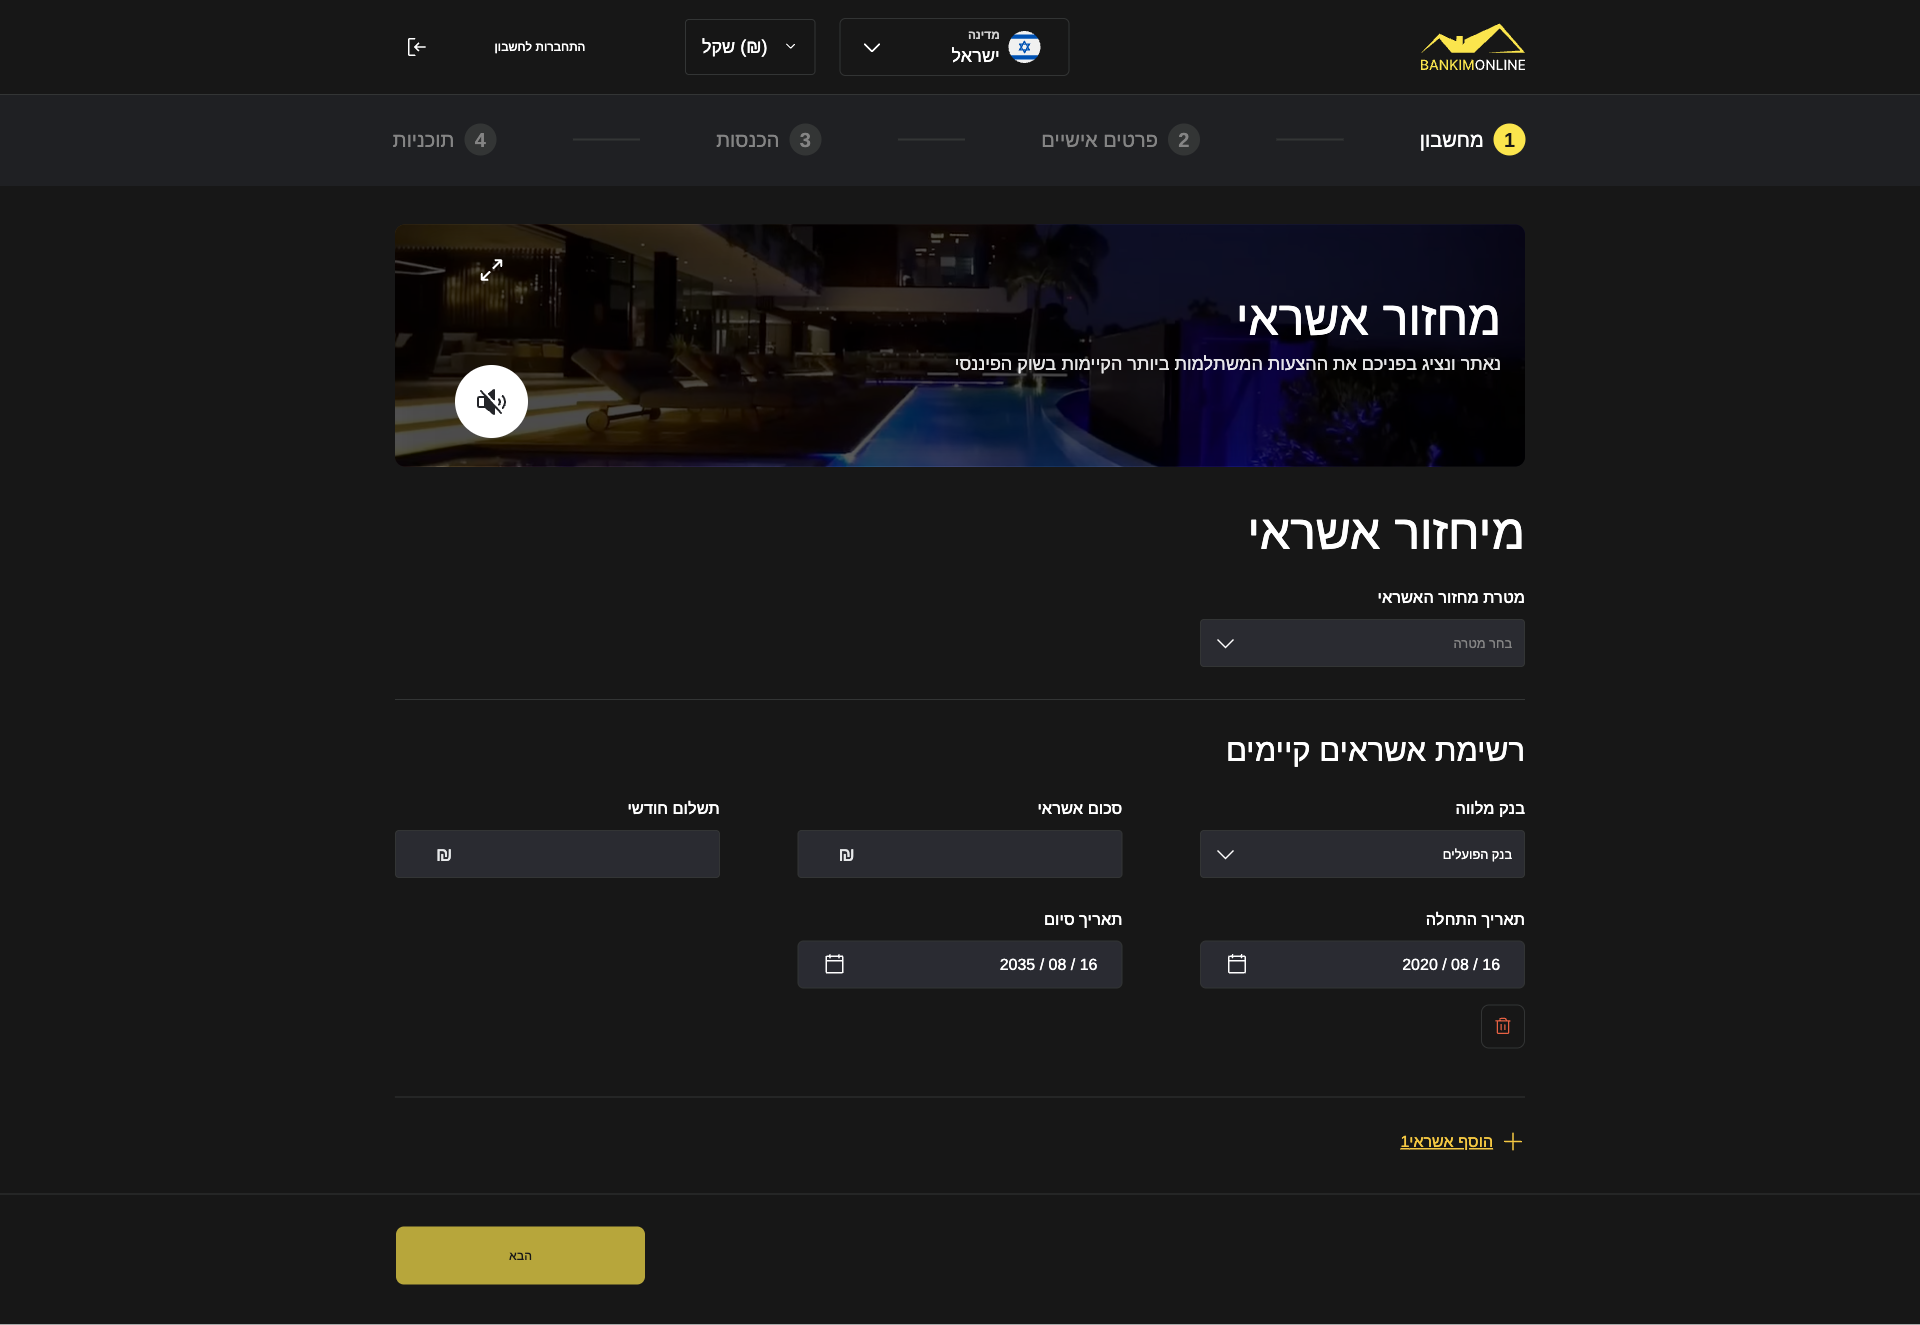 BANKIMONLINE
מדינה
ישראל
שקל (₪)
התחברות לחשבון
1 מחשבון
2 פרטים אישיים
3 הכנסות
4 תוכניות
מחזור אשראי
נאתר ונציג בפניכם את ההצעות המשתלמות ביותר הקיימות בשוק הפיננסי
מיחזור אשראי
מטרת מחזור האשראי
בחר מטרה
רשימת אשראים קיימים
בנק מלווה
סכום אשראי
תשלום חודשי
בנק הפועלים
₪
₪
תאריך התחלה
תאריך סיום
16 / 08 / 2020
16 / 08 / 2035
הוסף אשראי1
הבא